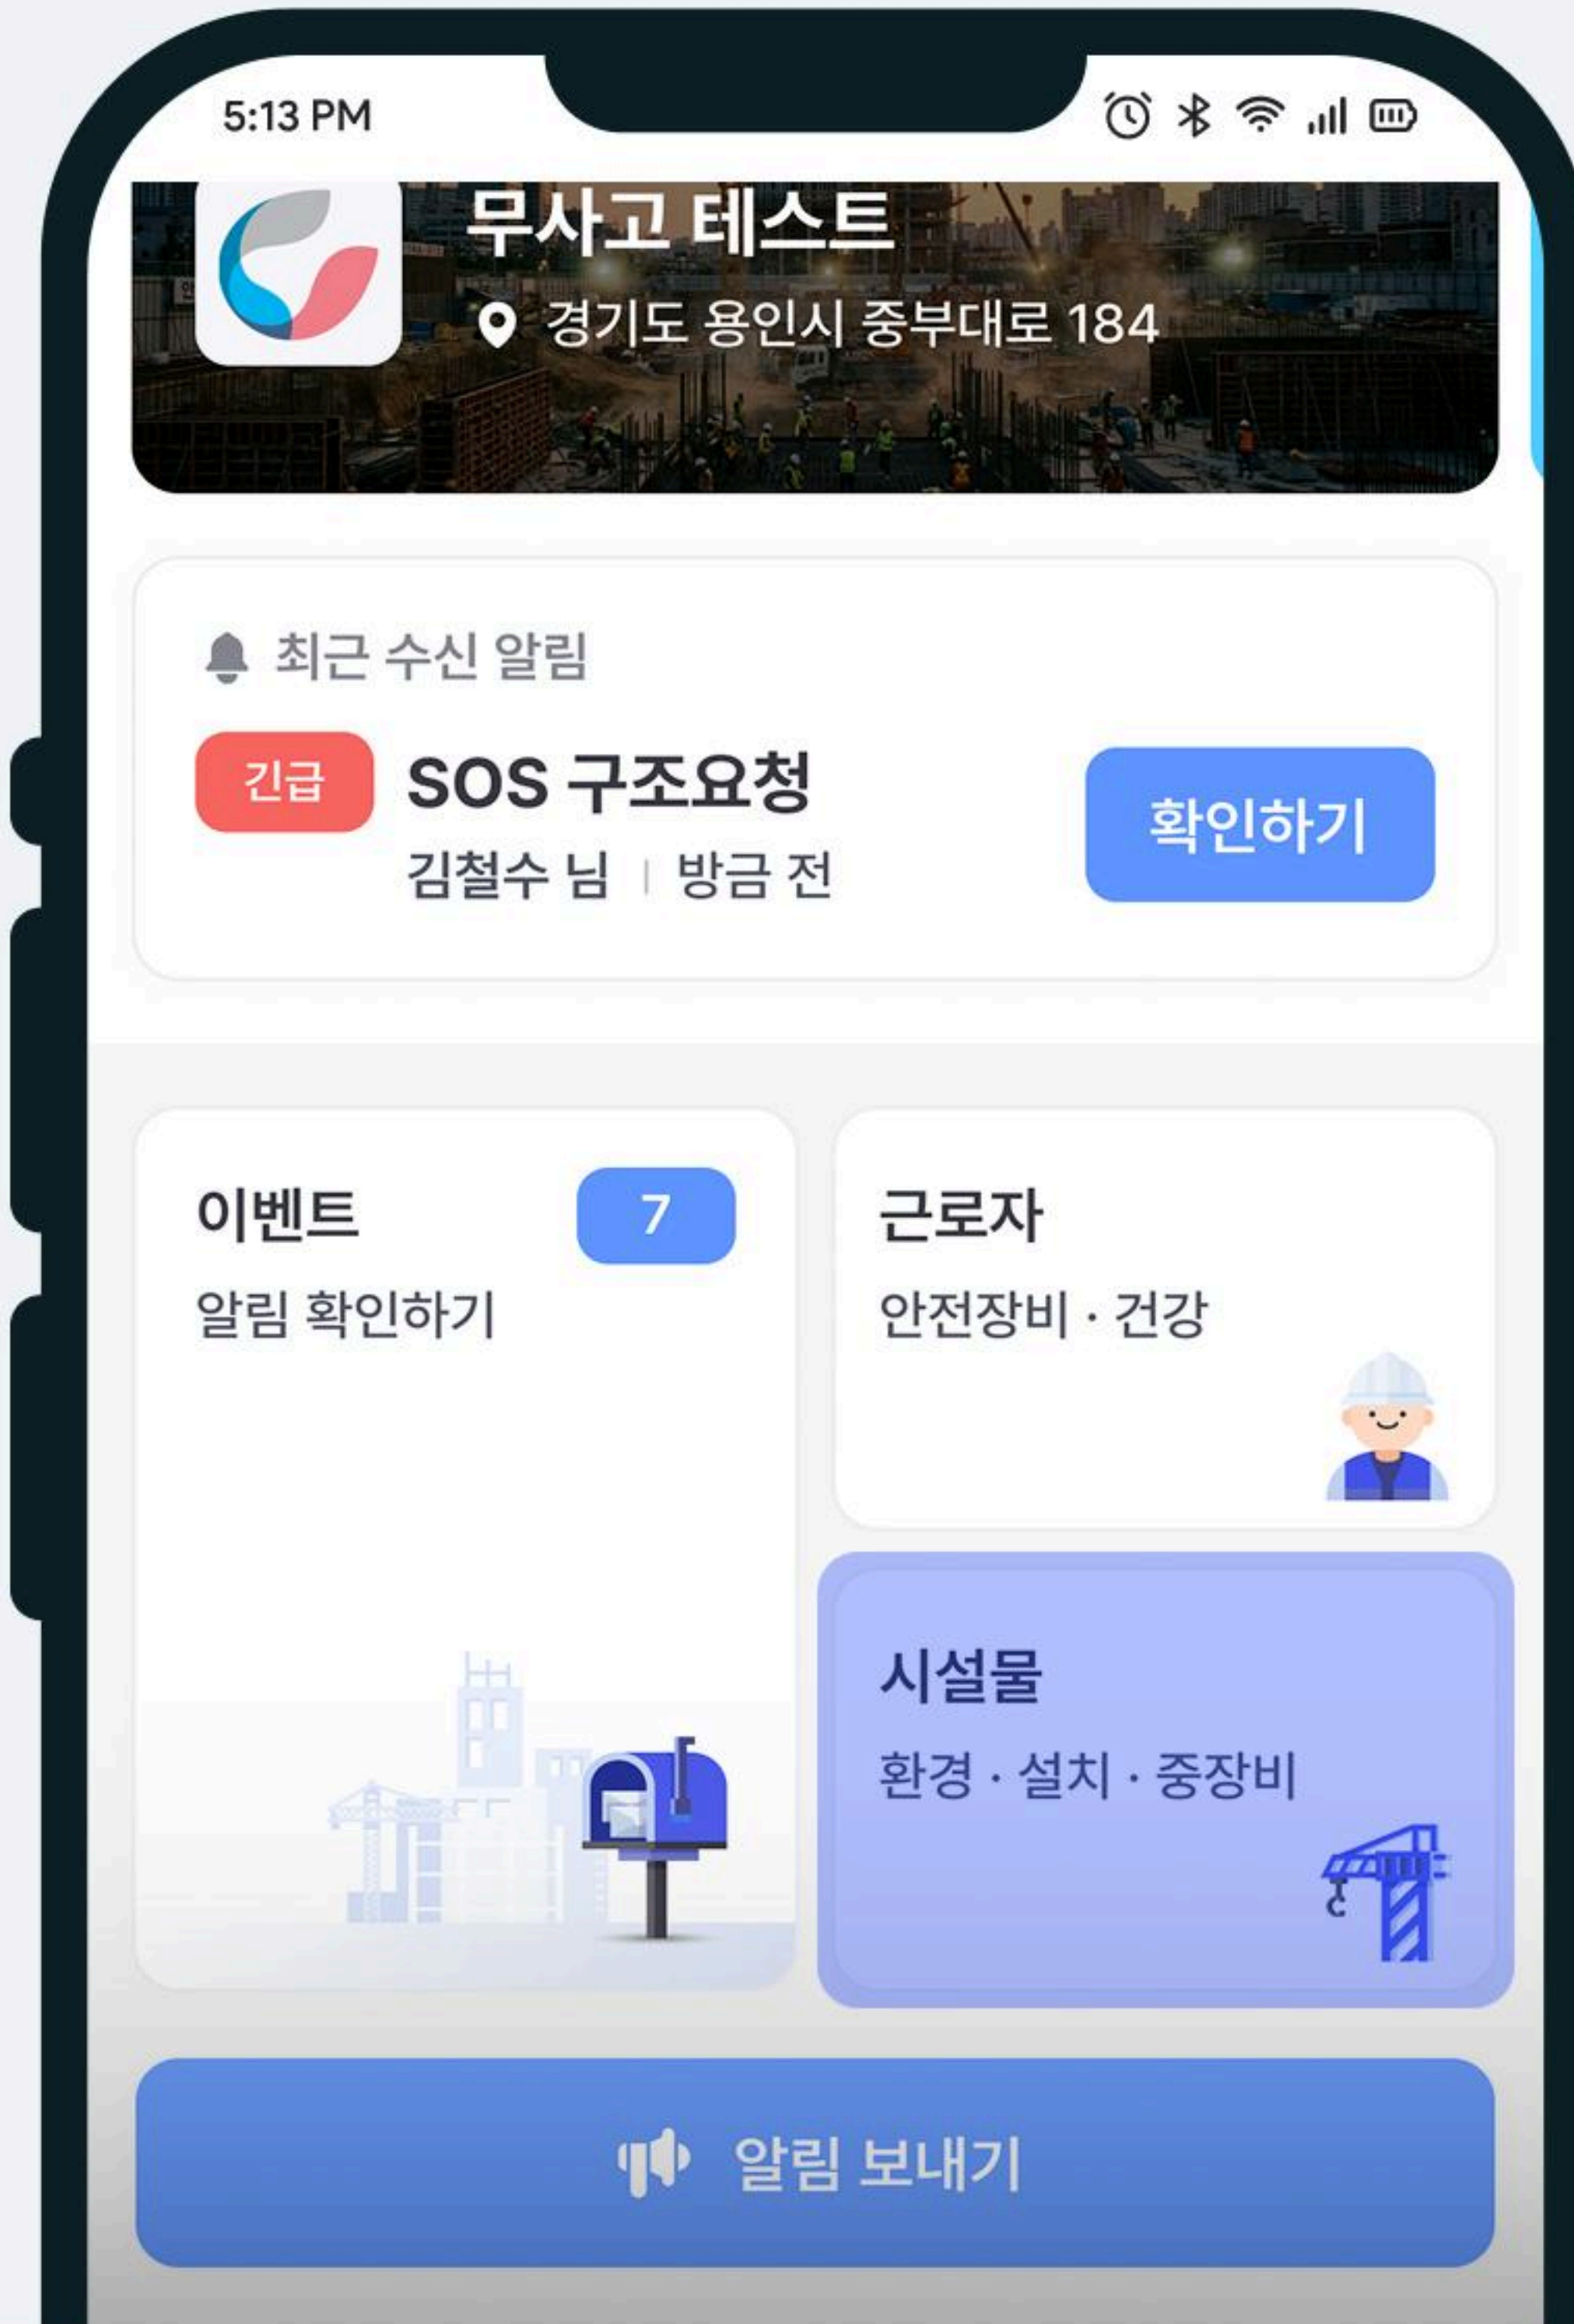 5:13 PM
무사고 테스트
경기도 용인시 중부대로 184
최근 수신 알림
긴급 SOS 구조요청
김철수 님 | 방금 전
확인하기
이벤트 7
알림 확인하기
근로자
안전장비 · 건강
시설물
환경 · 설치 · 중장비
알림 보내기